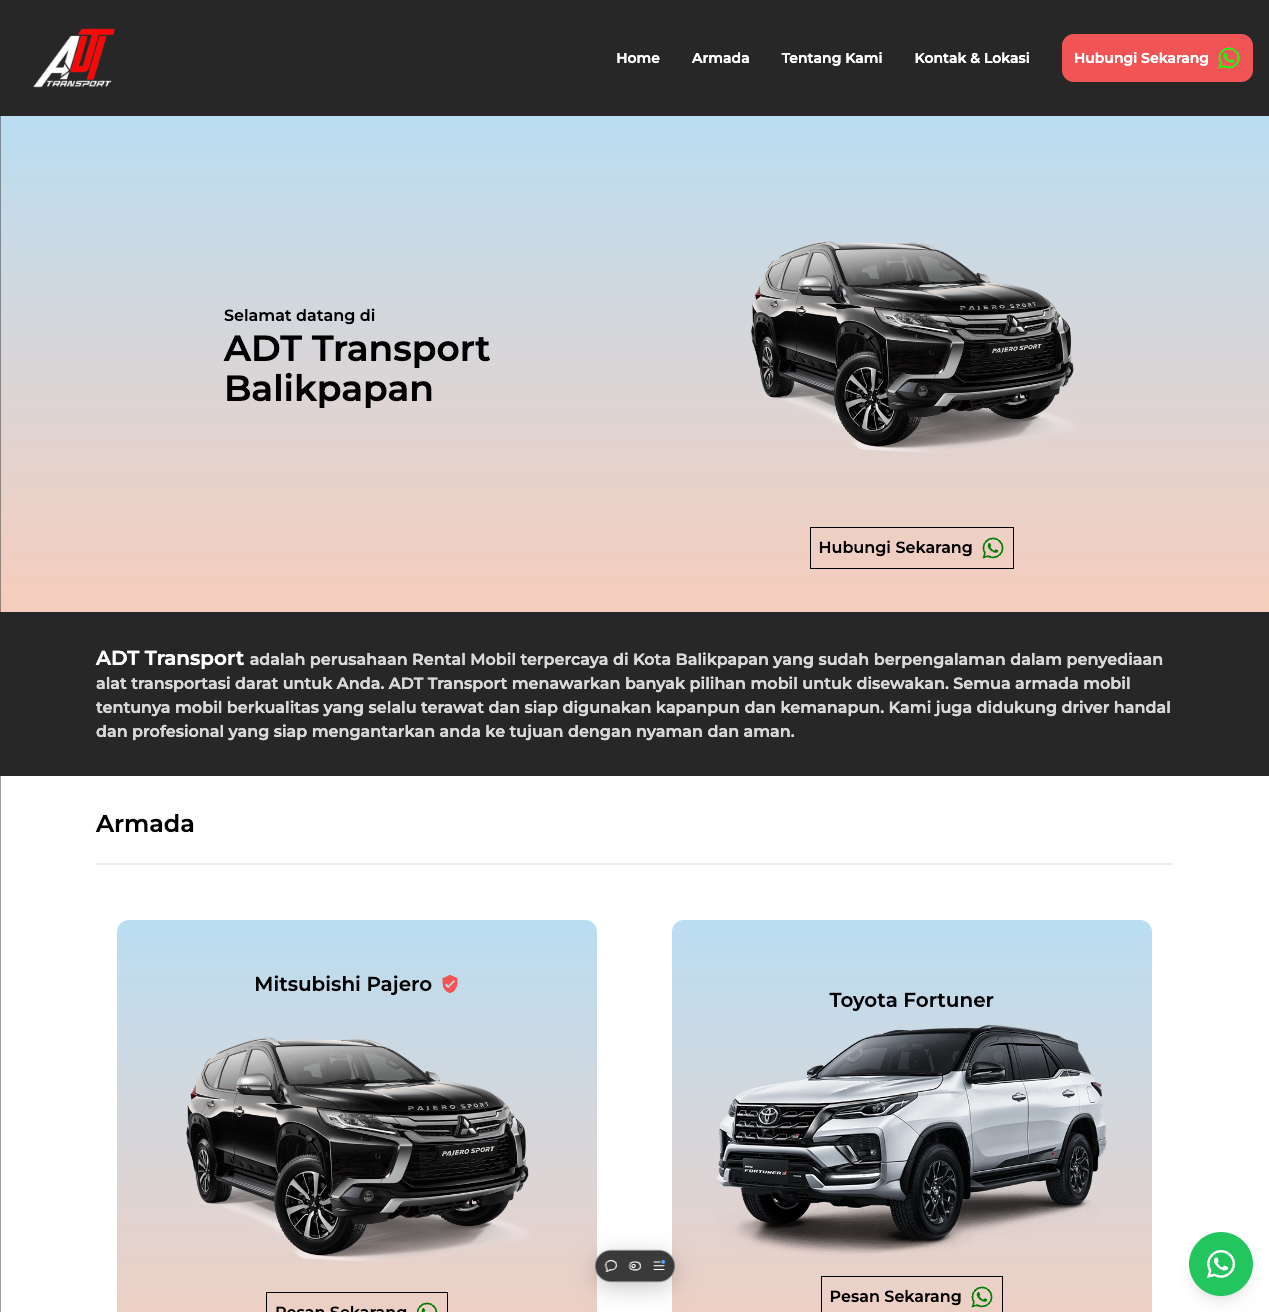 ADT
TRANSPORT
Home
Armada
Tentang Kami
Kontak & Lokasi
Hubungi Sekarang
Selamat datang di
ADT Transport
Balikpapan
PAJERO SPORT
PAJERO SPORT
Hubungi Sekarang
ADT Transport adalah perusahaan Rental Mobil terpercaya di Kota Balikpapan yang sudah berpengalaman dalam penyediaan
alat transportasi darat untuk Anda. ADT Transport menawarkan banyak pilihan mobil untuk disewakan. Semua armada mobil
tentunya mobil berkualitas yang selalu terawat dan siap digunakan kapanpun dan kemanapun. Kami juga didukung driver handal
dan profesional yang siap mengantarkan anda ke tujuan dengan nyaman dan aman.
Armada
Mitsubishi Pajero
PAJERO SPORT
PAJERO SPORT
Pesan Sekarang
Toyota Fortuner
FORTUNER
Pesan Sekarang